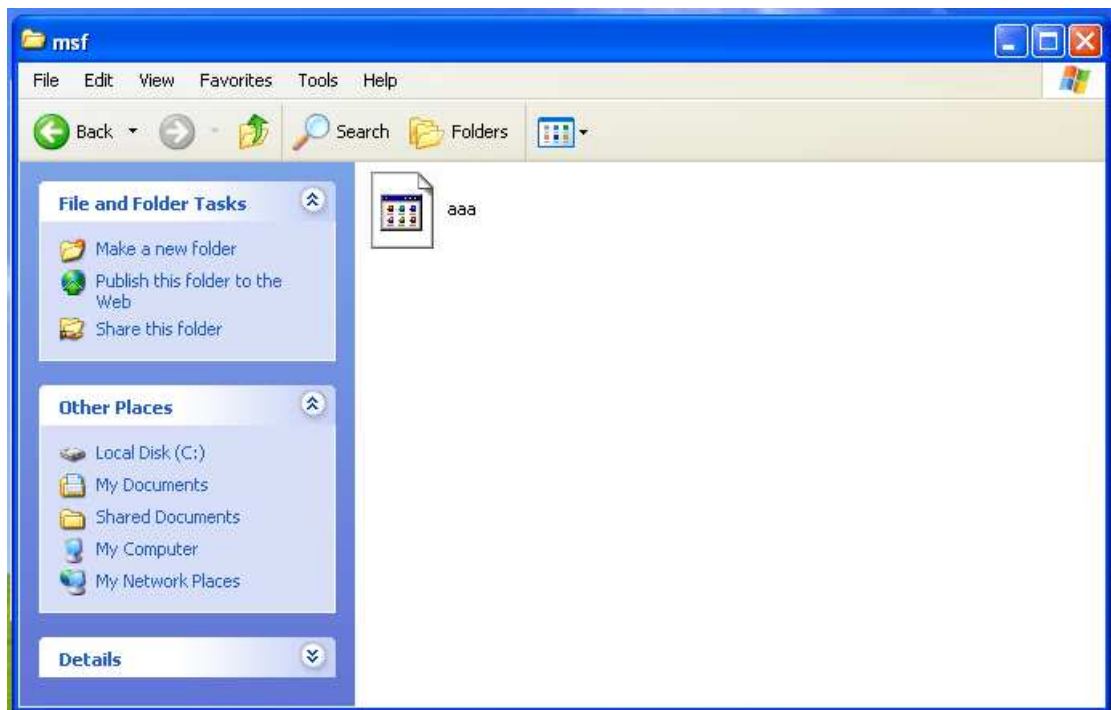 msf
File Edit View Favorites Tools Help
Back Search Folders
File and Folder Tasks
Make a new folder
Publish this folder to the
Web
Share this folder
Other Places
Local Disk (C:)
My Documents
Shared Documents
My Computer
My Network Places
Details
aaa